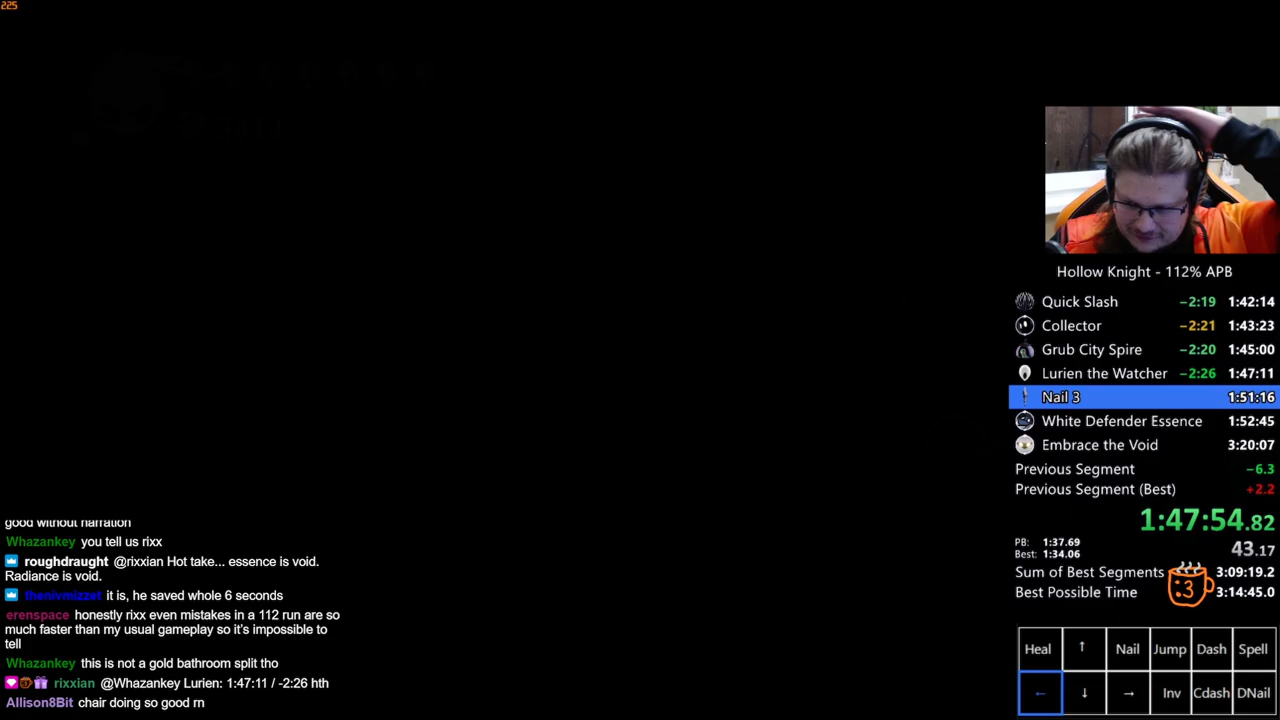 225
Hollow Knight - 112% APB
Quick Slash -2:19 1:42:14
Collector -2:21 1:43:23
Grub City Spire -2:20 1:45:00
Lurien the Watcher -2:26 1:47:11
Nail 3 1:51:16
White Defender Essence 1:52:45
Embrace the Void 3:20:07
Previous Segment -6.3
Previous Segment (Best) +2.2
1:47:54.82
PB: 1:37.69
Best: 1:34.06
43.17
Sum of Best Segments 3:09:19.2
Best Possible Time 3:14:45.0
:3
Heal ↑ Nail Jump Dash Spell
← ↓ → Inv Cdash DNail
good without narration
Whazankey you tell us rixx
roughdraught @rixxian Hot take... essence is void.
Radiance is void.
thenivmizzet it is, he saved whole 6 seconds
erenspace honestly rixx even mistakes in a 112 run are so
much faster than my usual gameplay so it's impossible to
tell
Whazankey this is not a gold bathroom split tho
rixxian @Whazankey Lurien: 1:47:11 / -2:26 hth
Allison8Bit chair doing so good rn